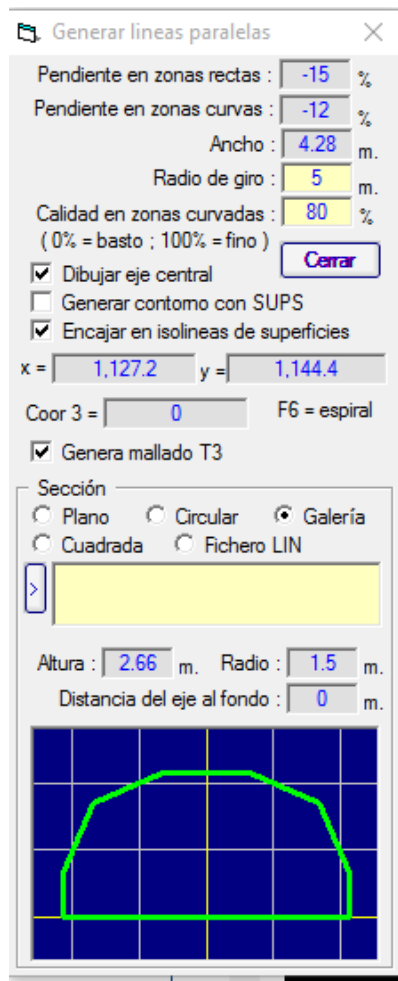 Generar lineas paralelas
Pendiente en zonas rectas : -15 %
Pendiente en zonas curvas : -12 %
Ancho : 4.28 m.
Radio de giro : 5 m.
Calidad en zonas curvadas : 80 %
( 0% = basto ; 100% = fino )
Cerrar
Dibujar eje central
Generar contorno con SUPS
Encajar en isolineas de superficies
x = 1,127.2 y = 1,144.4
Coor 3 = 0 F6 = espiral
Genera mallado T3
Sección
Plano Circular Galería
Cuadrada Fichero LIN
>
Altura : 2.66 m. Radio : 1.5 m.
Distancia del eje al fondo : 0 m.